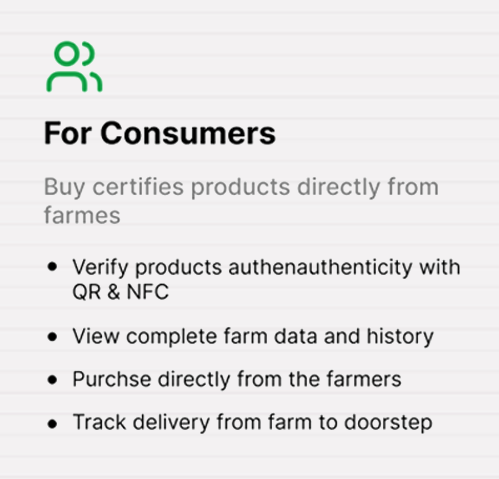 For Consumers
Buy certifies products directly from
farmes
Verify products authenauthenticity with
QR & NFC
View complete farm data and history
Purchse directly from the farmers
Track delivery from farm to doorstep